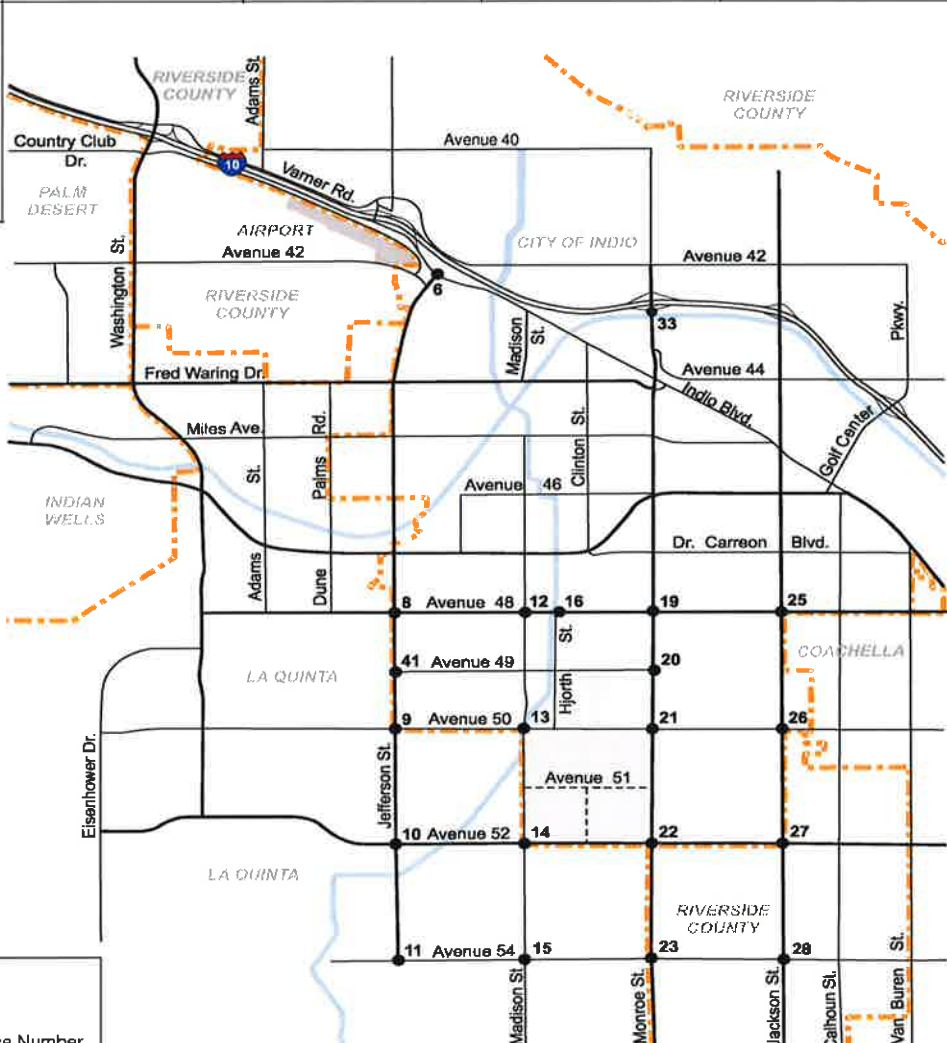 RIVERSIDE
COUNTY
Adams St.
RIVERSIDE
COUNTY
Country Club
Dr.
Avenue 40
10
Varner Rd.
PALM
DESERT
AIRPORT
CITY OF INDIO
Washington St.
Avenue 42
Avenue 42
6
RIVERSIDE
COUNTY
Madison
St.
33
Pkwy.
Fred Waring Dr.
Avenue 44
Indio Blvd.
Miles Ave.
Golf Center
Adams St.
Dune Palms Rd.
Clinton St.
Avenue 46
INDIAN
WELLS
Dr. Carreon Blvd.
8 Avenue 48 12 16 19 25
Hjorth St.
COACHELLA
41 Avenue 49 20
LA QUINTA
9 Avenue 50 13 21 26
Eisenhower Dr.
Jefferson St.
Avenue 51
10 Avenue 52 14 22 27
LA QUINTA
RIVERSIDE
COUNTY
11 Avenue 54 15 23 28
Madison St
Monroe St.
Jackson St.
Calhoun St.
Van Buren St.
Number